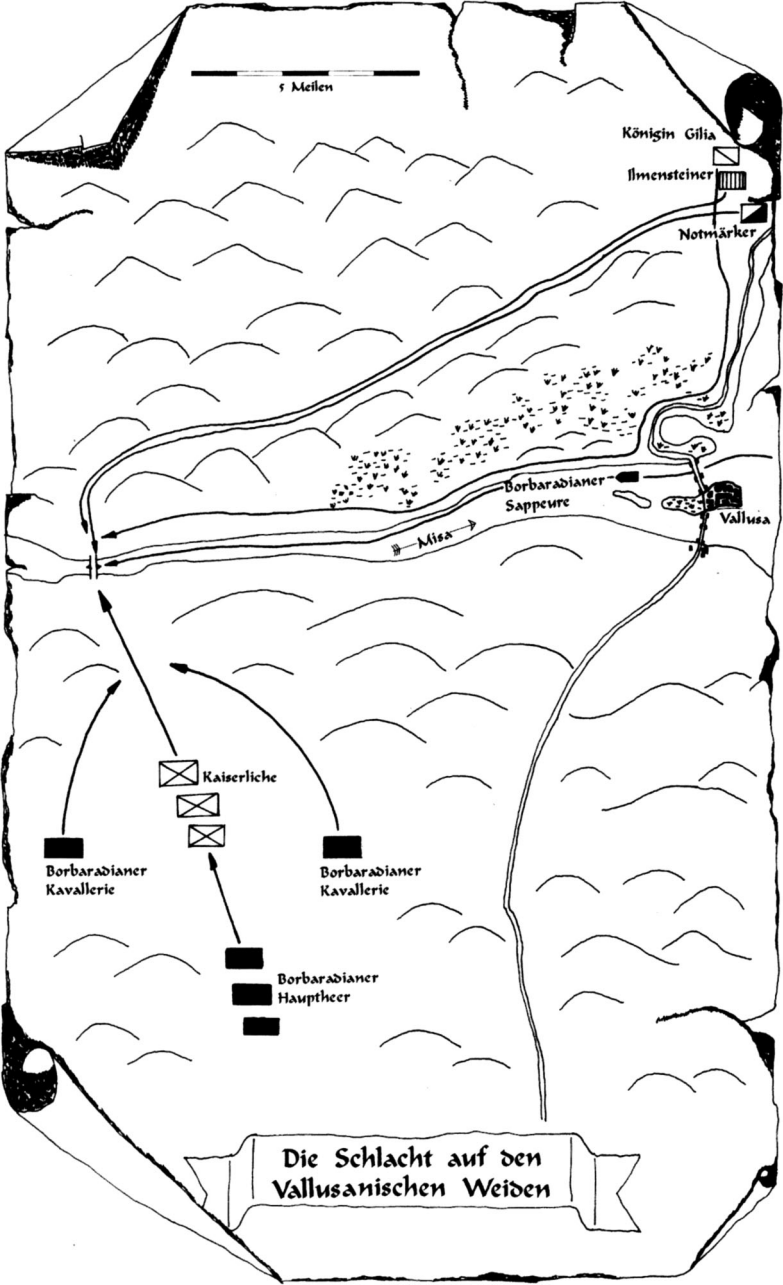 5 Meilen
Königin Gilia
Ilmensteiner
Notmärker
Borbaradianer
Sappeure
Vallusa
Misa
Kaiserliche
Borbaradianer
Kavallerie
Borbaradianer
Kavallerie
Borbaradianer
Hauptheer
Die Schlacht auf den
Vallusanischen Weiden